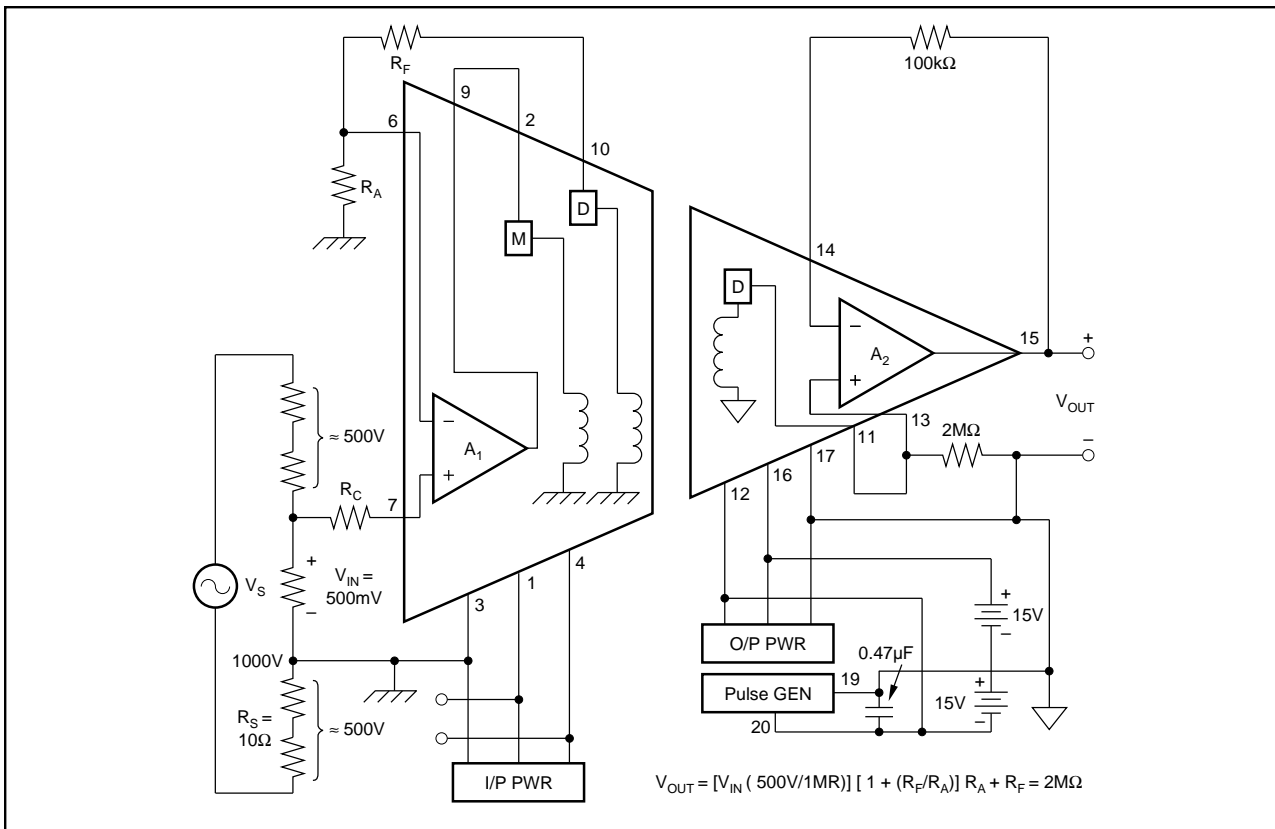 R_F
100kΩ
9
6
2
10
R_A
D
M
14
D
A_2
−
+
15
+
V_OUT
−
13
11
2MΩ
17
16
12
≈ 500V
A_1
−
+
R_C
7
4
1
3
V_S
+
V_IN =
500mV
−
1000V
R_S =
10Ω
≈ 500V
I/P PWR
O/P PWR
+
15V
−
0.47µF
19
Pulse GEN
20
+
15V
−
V_OUT = [V_IN ( 500V/1MR)] [ 1 + (R_F/R_A)] R_A + R_F = 2MΩ